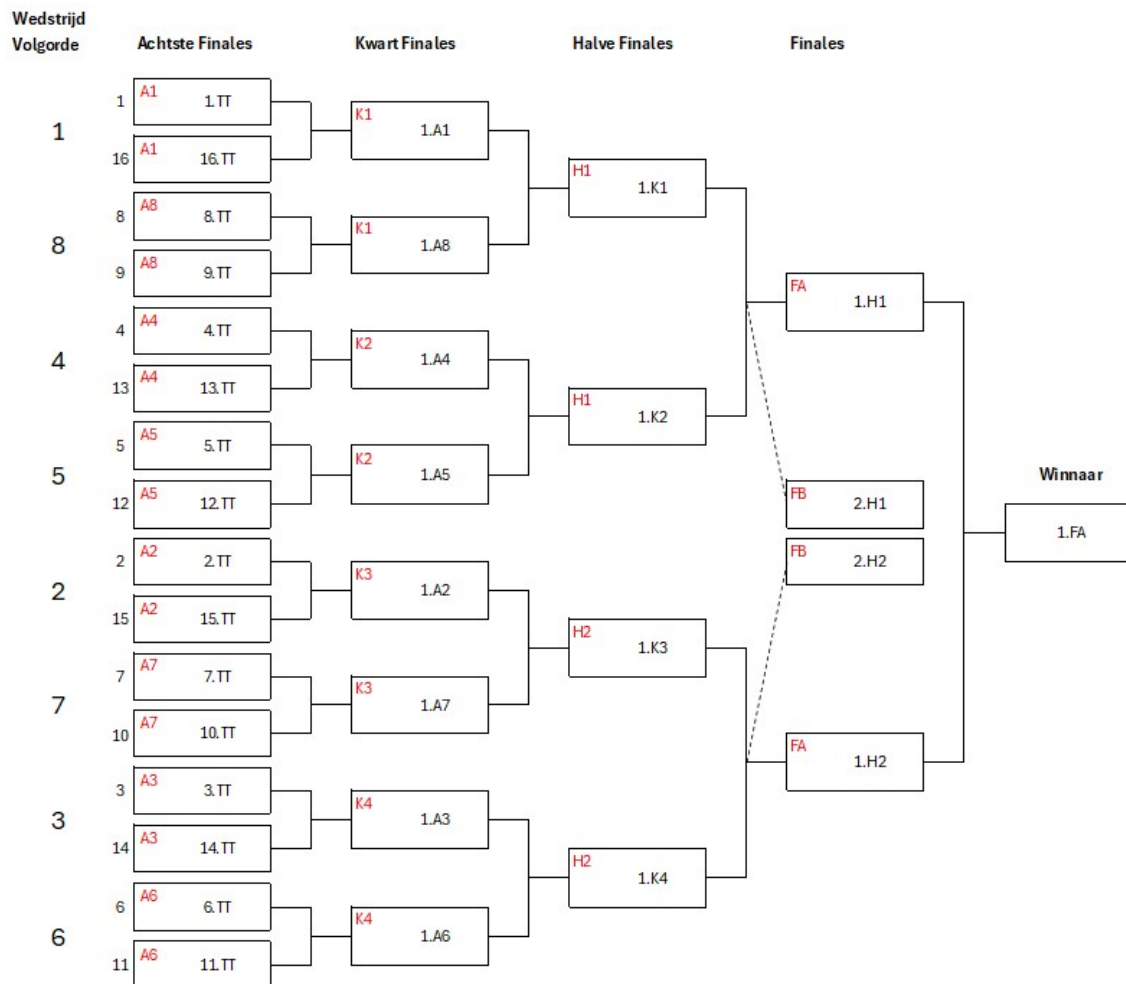 Wedstrijd
Volgorde Achtste Finales Kwart Finales Halve Finales Finales
1 A1 1.TT
1 K1 1.A1
16 A1 16.TT
H1 1.K1
8 A8 8.TT
8 K1 1.A8
9 A8 9.TT
FA 1.H1
4 A4 4.TT
4 K2 1.A4
13 A4 13.TT
H1 1.K2
5 A5 5.TT
5 K2 1.A5
Winnaar
12 A5 12.TT FB 2.H1
1.FA
2 A2 2.TT FB 2.H2
2 K3 1.A2
15 A2 15.TT
H2 1.K3
7 A7 7.TT
7 K3 1.A7
10 A7 10.TT
FA 1.H2
3 A3 3.TT
3 K4 1.A3
14 A3 14.TT
H2 1.K4
6 A6 6.TT
6 K4 1.A6
11 A6 11.TT